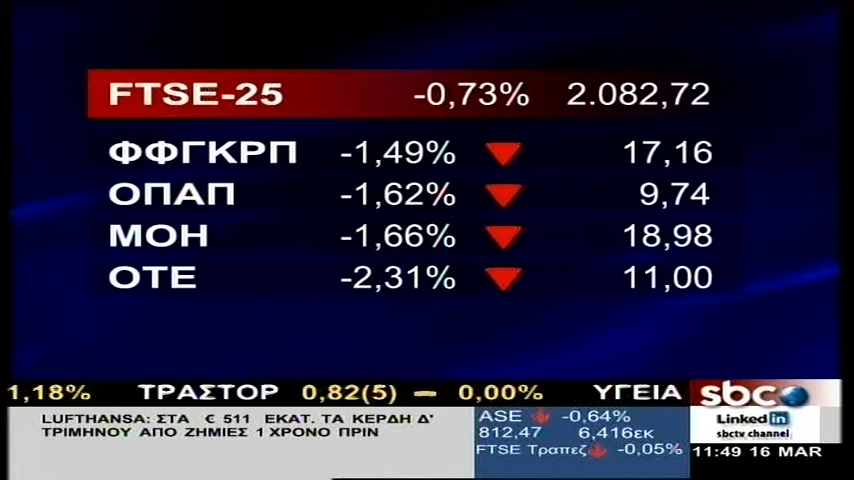 FTSE-25 -0,73% 2.082,72
ΦΦΓΚΡΠ -1,49% 17,16
ΟΠΑΠ -1,62% 9,74
ΜΟΗ -1,66% 18,98
ΟΤΕ -2,31% 11,00
1,18% ΤΡΑΣΤΟΡ 0,82(5) 0,00% ΥΓΕΙΑ
sbc
LUFTHANSA: ΣΤΑ € 511 ΕΚΑΤ. ΤΑ ΚΕΡΔΗ Δ'
ΤΡΙΜΗΝΟΥ ΑΠΟ ΖΗΜΙΕΣ 1 ΧΡΟΝΟ ΠΡΙΝ
ASE -0,64%
812,47 6,416εκ
FTSE Τραπεζ -0,05%
Linked in
sbctv channel
11:49 16 MAR